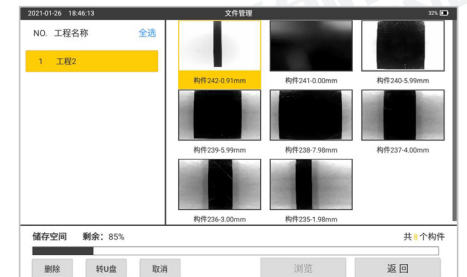 2021-01-26 18:46:13 文件管理 32%
NO. 工程名称 全选
1 工程2
构件242-0.91mm 构件241-0.00mm 构件240-5.99mm
构件239-5.99mm 构件238-7.98mm 构件237-4.00mm
构件236-3.00mm 构件235-1.98mm
储存空间 剩余：85% 共8个构件
删除 转U盘 取消 浏览 返回